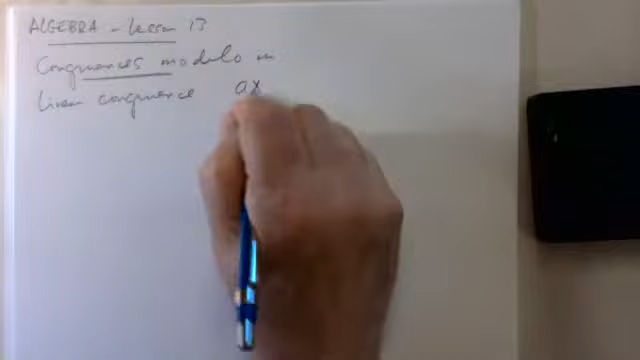 ALGEBRA - Lesson 13
Congruences modulo m
linear congruence ax